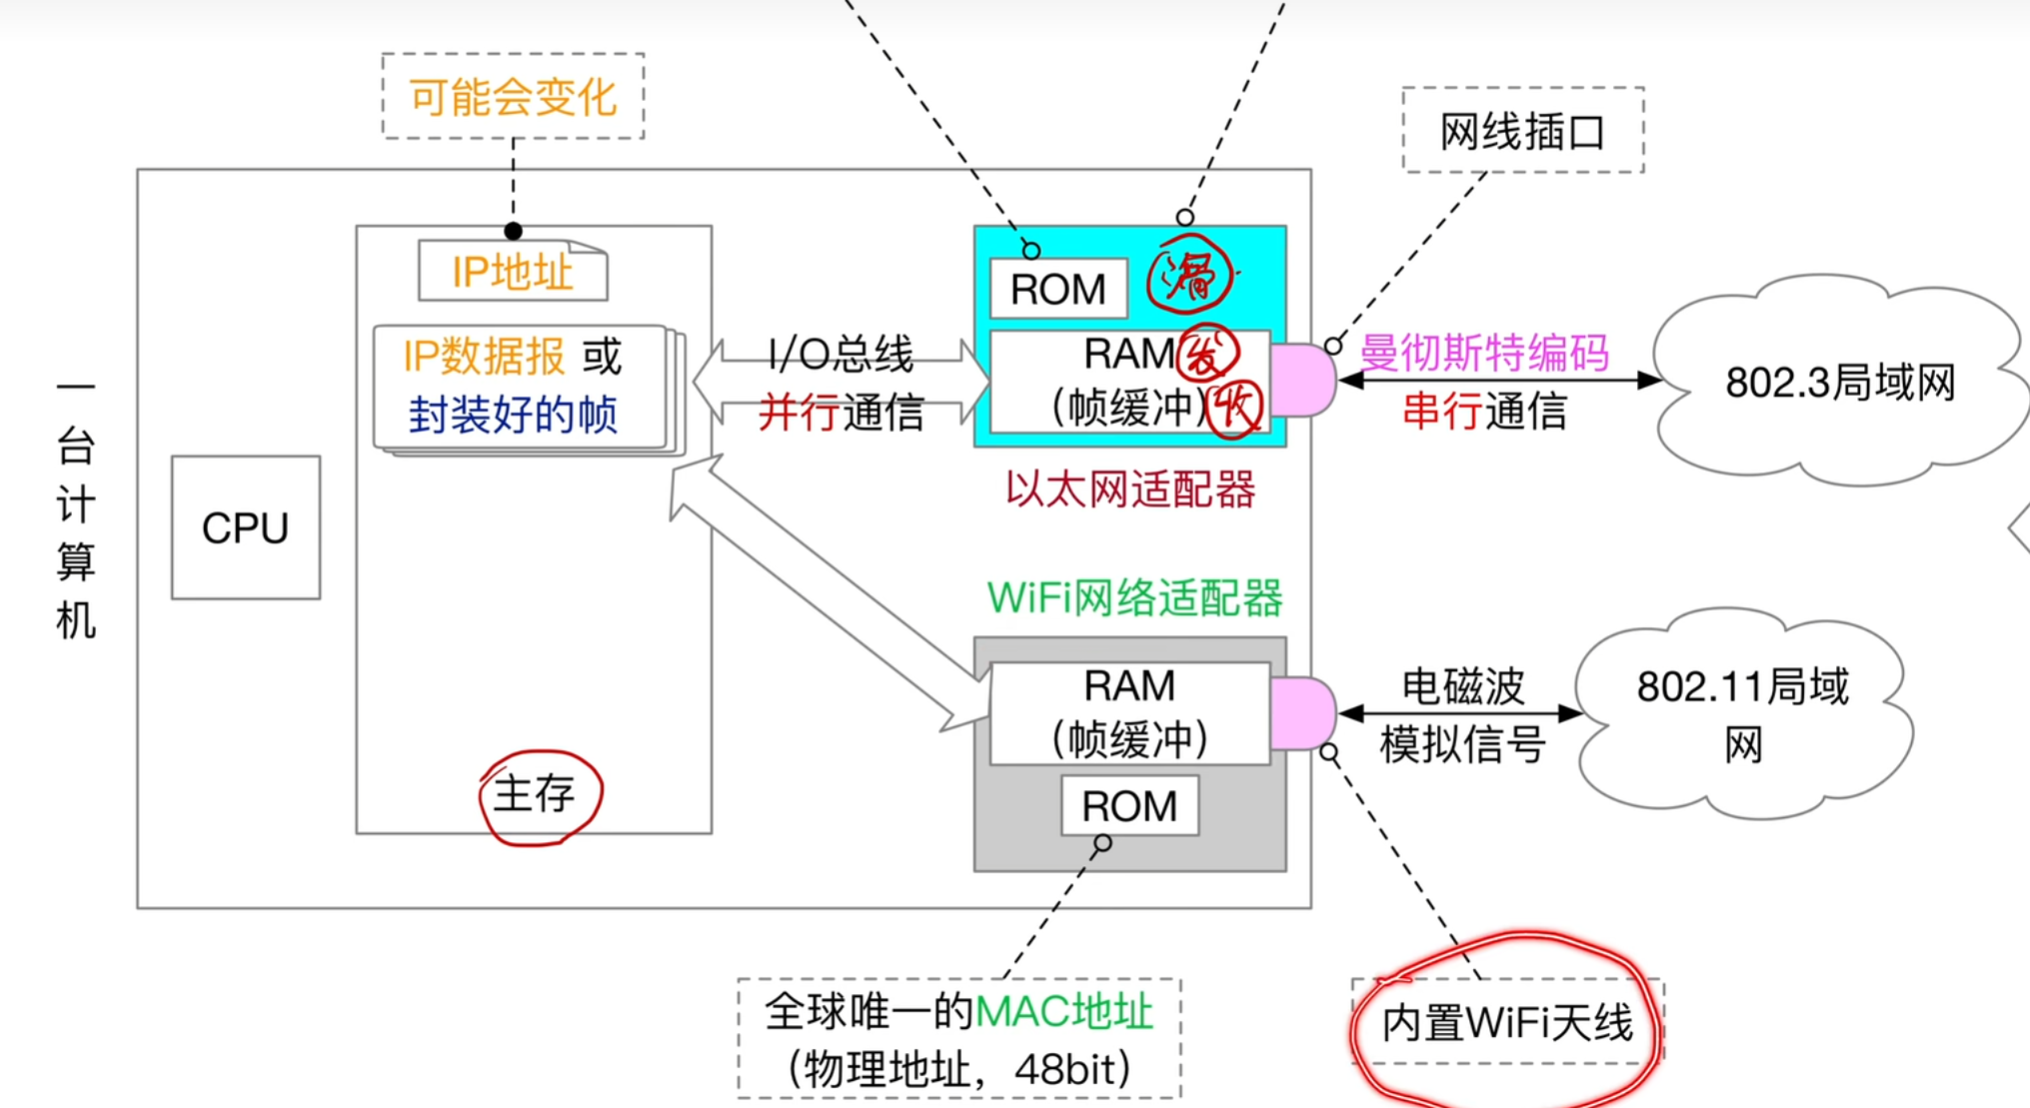 可能会变化
网线插口
IP地址
ROM
滑
IP数据报 或
封装好的帧
I/O总线
并行通信
RAM 发
(帧缓冲) 收
曼彻斯特编码
串行通信
802.3局域网
以太网适配器
一台计算机
CPU
WiFi网络适配器
RAM
(帧缓冲)
ROM
电磁波
模拟信号
802.11局域
网
主存
全球唯一的MAC地址
(物理地址，48bit)
内置WiFi天线